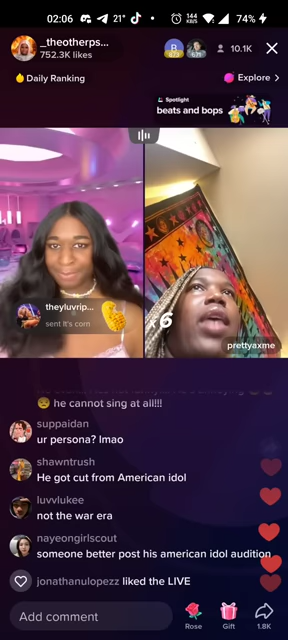 02:06
21°
144
KB/S
74%
_theotherps...
752.3K likes
672
671
10.1K
Daily Ranking
Explore >
Spotlight
beats and bops
theyluvrip...
sent It's corn
x6
prettyaxme
😴 he cannot sing at all!!!
suppaidan
ur persona? lmao
shawntrush
He got cut from American idol
luvvlukee
not the war era
nayeongirlscout
someone better post his american idol audition
jonathanulopezz liked the LIVE
Add comment
Rose
Gift
1.8K